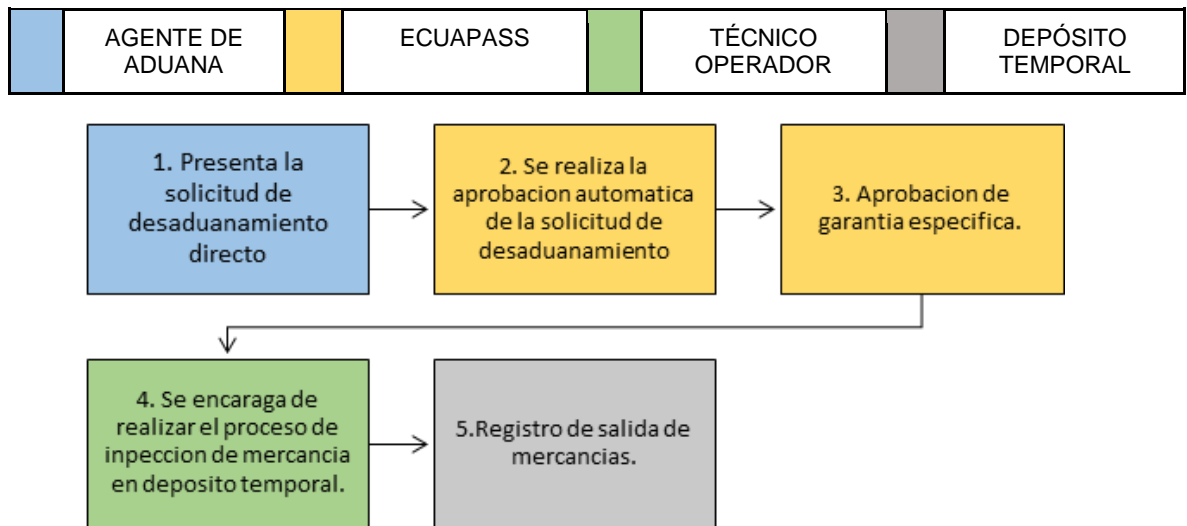 AGENTE DE
ADUANA
ECUAPASS
TÉCNICO
OPERADOR
DEPÓSITO
TEMPORAL
1. Presenta la
solicitud de
desaduanamiento
directo
2. Se realiza la
aprobacion automatica
de la solicitud de
desaduanamiento
3. Aprobacion de
garantia especifica.
4. Se encaraga de
realizar el proceso de
inpeccion de mercancia
en deposito temporal.
5.Registro de salida de
mercancias.